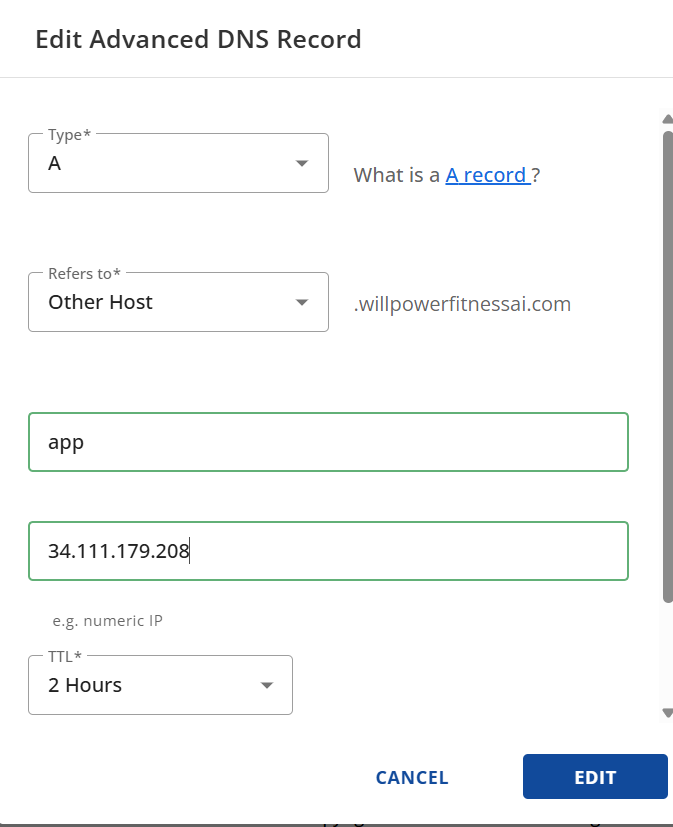 Edit Advanced DNS Record
Type*
A
What is a A record ?
Refers to*
Other Host
.willpowerfitnessai.com
app
34.111.179.208
e.g. numeric IP
TTL*
2 Hours
CANCEL
EDIT